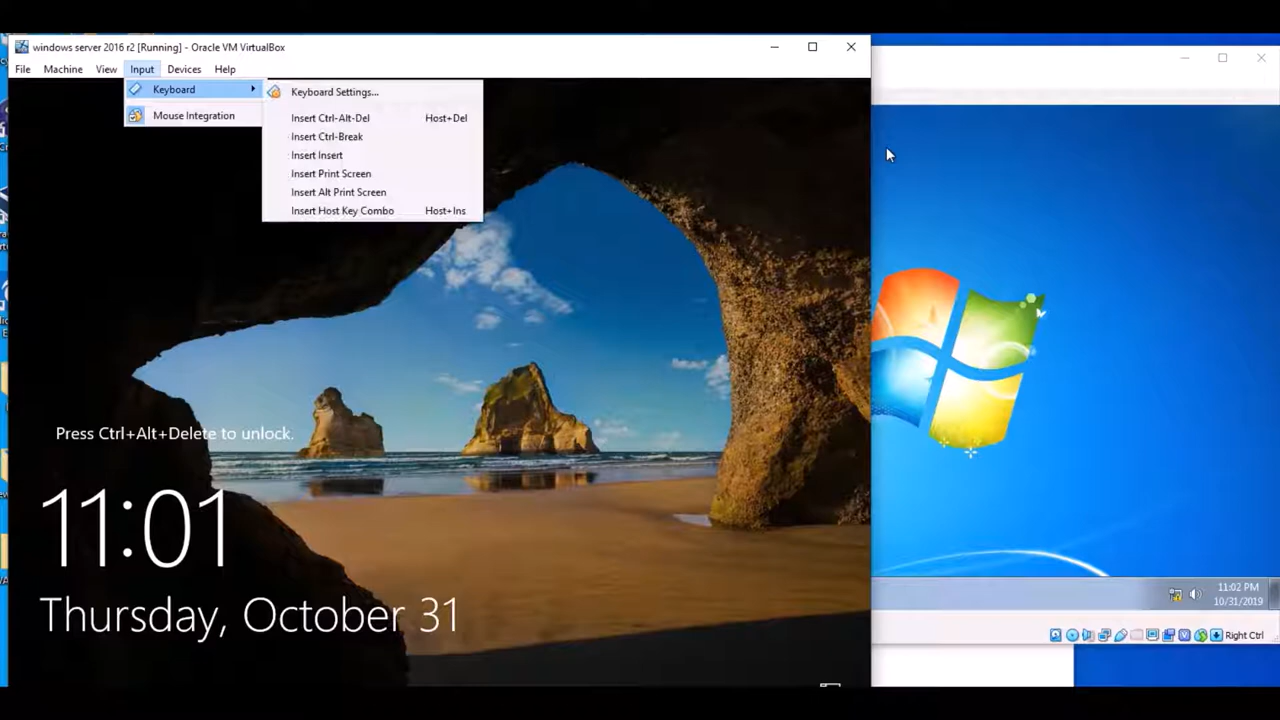 windows server 2016 r2 [Running] - Oracle VM VirtualBox
File Machine View Input Devices Help
Keyboard
Mouse Integration
Keyboard Settings...
Insert Ctrl-Alt-Del Host+Del
Insert Ctrl-Break
Insert Insert
Insert Print Screen
Insert Alt Print Screen
Insert Host Key Combo Host+Ins
Press Ctrl+Alt+Delete to unlock.
11:01
Thursday, October 31
11:02 PM
10/31/2019
Right Ctrl